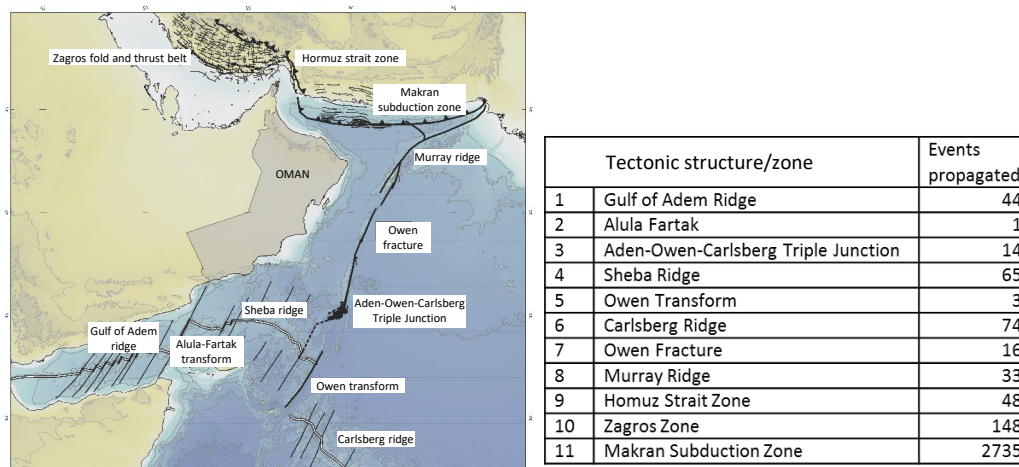 Zagros fold and thrust belt
Hormuz strait zone
Makran
subduction zone
Murray ridge
OMAN
Owen
fracture
Aden-Owen-Carlsberg
Triple Junction
Sheba ridge
Gulf of Adem
ridge
Alula-Fartak
transform
Owen transform
Carlsberg ridge
Tectonic structure/zone Events
propagated
1 Gulf of Adem Ridge 44
2 Alula Fartak 1
3 Aden-Owen-Carlsberg Triple Junction 14
4 Sheba Ridge 65
5 Owen Transform 3
6 Carlsberg Ridge 74
7 Owen Fracture 16
8 Murray Ridge 33
9 Homuz Strait Zone 48
10 Zagros Zone 148
11 Makran Subduction Zone 2735